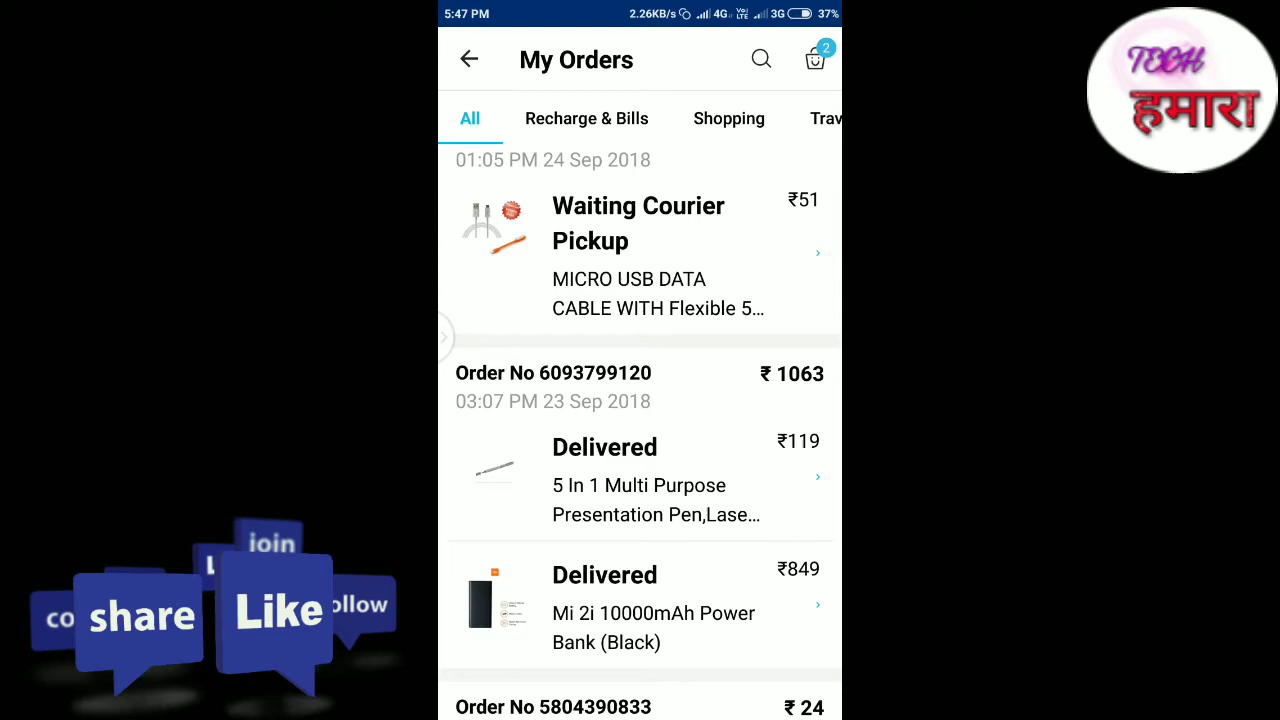 5:47 PM
2.26KB/s 4G VoLTE 3G 37%
My Orders
2
All
Recharge & Bills
Shopping
Trav
01:05 PM 24 Sep 2018
Waiting Courier
Pickup
₹51
MICRO USB DATA
CABLE WITH Flexible 5...
Order No 6093799120
₹ 1063
03:07 PM 23 Sep 2018
Delivered
₹119
5 In 1 Multi Purpose
Presentation Pen,Lase...
Delivered
₹849
Mi 2i 10000mAh Power
Bank (Black)
Order No 5804390833
₹ 24
TECH
हमारा
join
L
co
share
Like
ollow